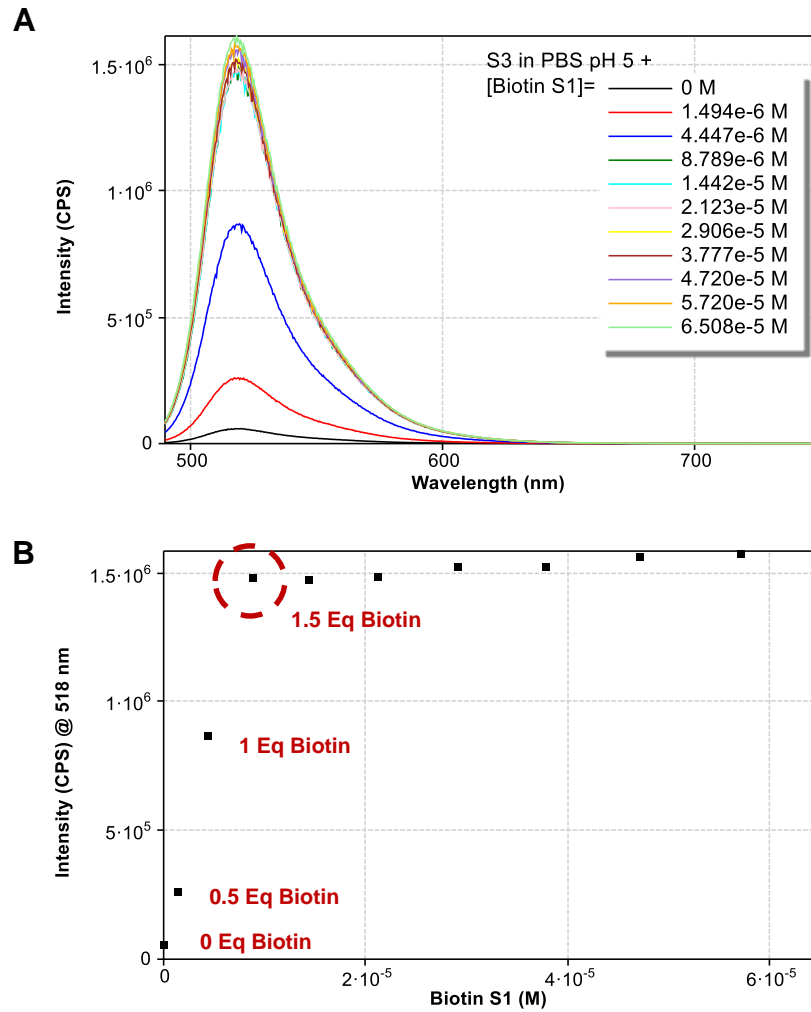 A
S3 in PBS pH 5 +
[Biotin S1]=
0 M
1.494e-6 M
4.447e-6 M
8.789e-6 M
1.442e-5 M
2.123e-5 M
2.906e-5 M
3.777e-5 M
4.720e-5 M
5.720e-5 M
6.508e-5 M
Intensity (CPS)
1.5·10⁶
1·10⁶
5·10⁵
0
500 600 700
Wavelength (nm)
B
Intensity (CPS) @ 518 nm
1.5·10⁶
1·10⁶
5·10⁵
0
1.5 Eq Biotin
1 Eq Biotin
0.5 Eq Biotin
0 Eq Biotin
0 2·10⁻⁵ 4·10⁻⁵ 6·10⁻⁵
Biotin S1 (M)